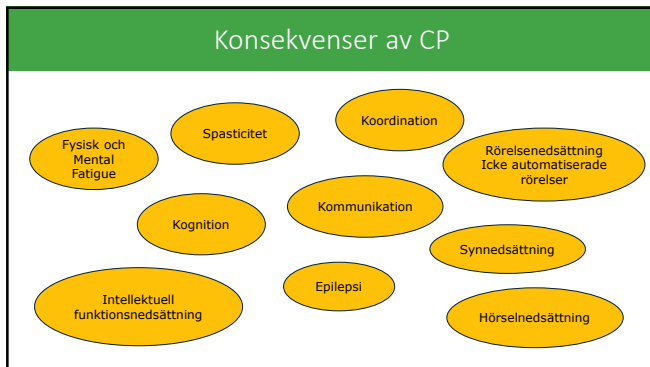 Konsekvenser av CP
Fysisk och
Mental
Fatigue
Spasticitet
Koordination
Rörelsenedsättning
Icke automatiserade
rörelser
Kognition
Kommunikation
Synnedsättning
Intellektuell
funktionsnedsättning
Epilepsi
Hörselnedsättning